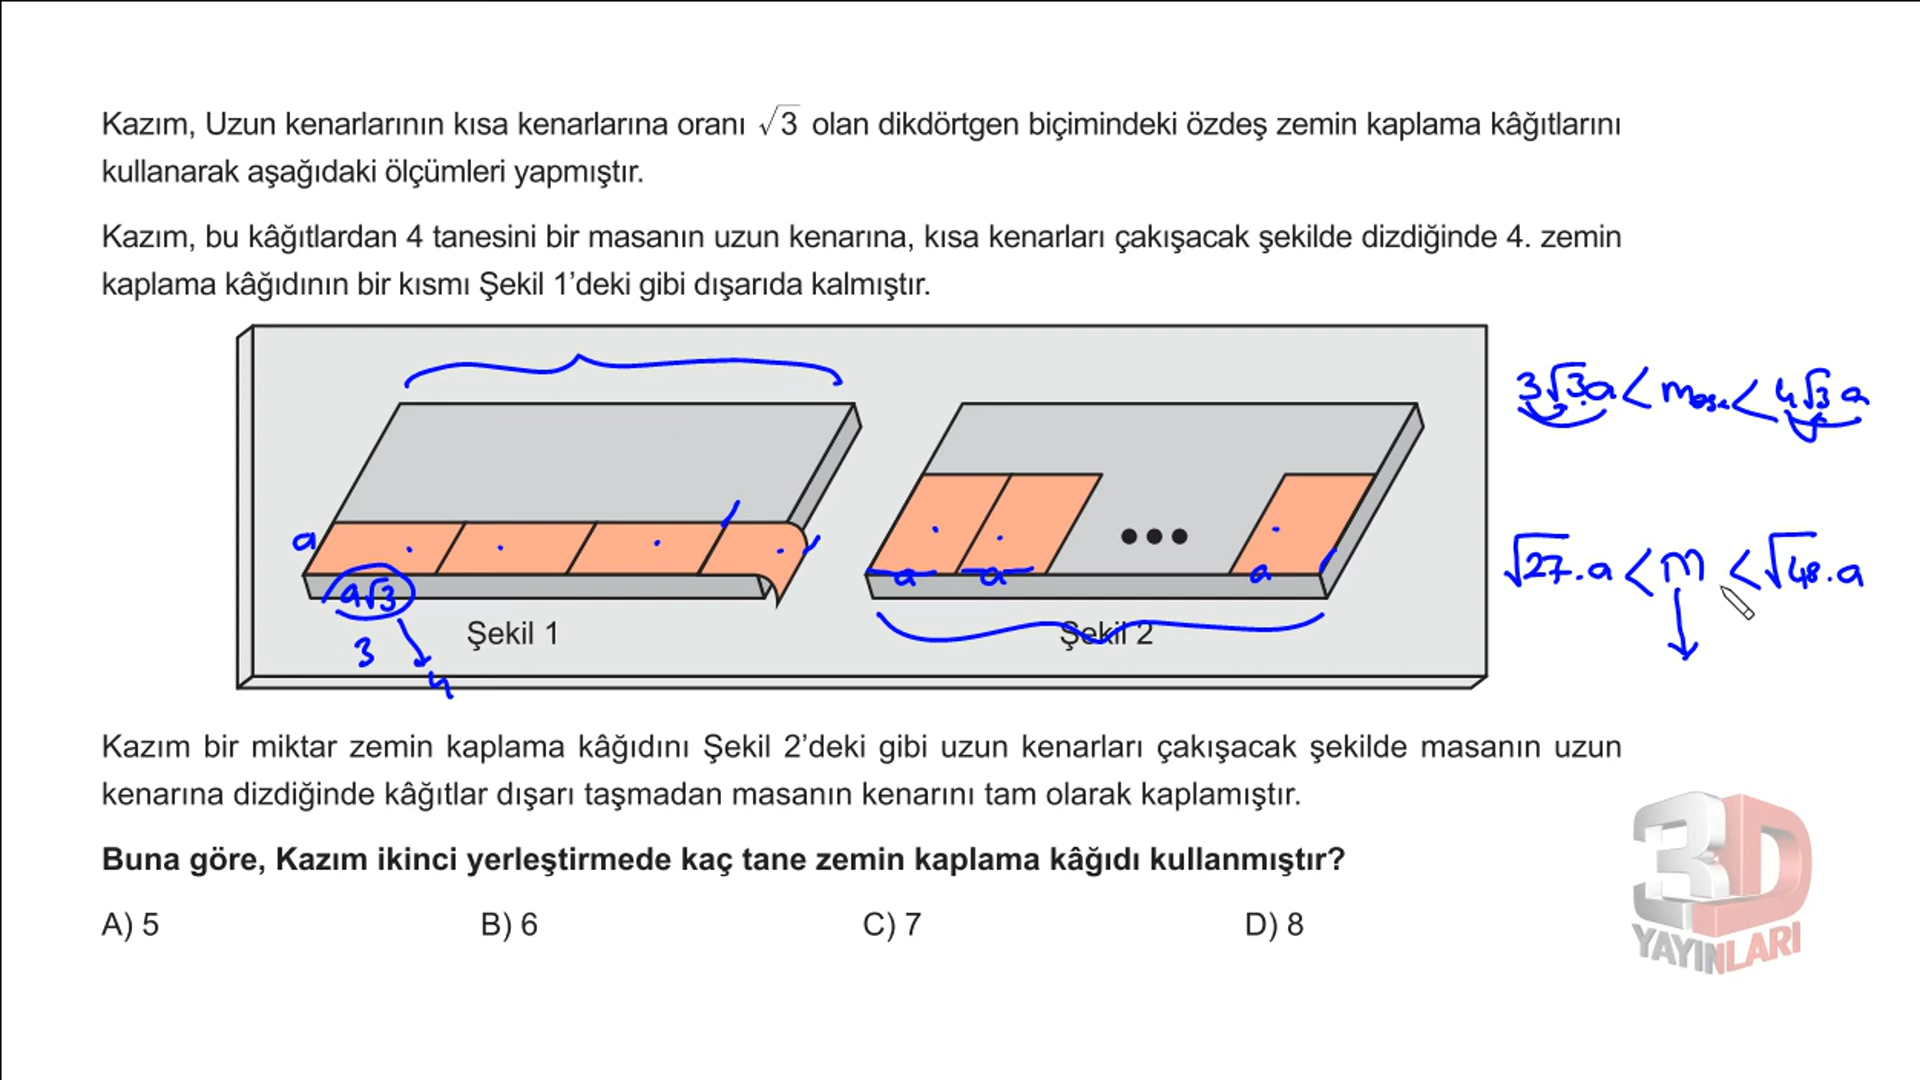 Kazım, Uzun kenarlarının kısa kenarlarına oranı √3 olan dikdörtgen biçimindeki özdeş zemin kaplama kâğıtlarını
kullanarak aşağıdaki ölçümleri yapmıştır.
Kazım, bu kâğıtlardan 4 tanesini bir masanın uzun kenarına, kısa kenarları çakışacak şekilde dizdiğinde 4. zemin
kaplama kâğıdının bir kısmı Şekil 1’deki gibi dışarıda kalmıştır.
3√3.a < masa < 4√3 a
a
a√3
a a a
√27.a < m < √48.a
Şekil 1 Şekil 2
3 4
Kazım bir miktar zemin kaplama kâğıdını Şekil 2’deki gibi uzun kenarları çakışacak şekilde masanın uzun
kenarına dizdiğinde kâğıtlar dışarı taşmadan masanın kenarını tam olarak kaplamıştır.
Buna göre, Kazım ikinci yerleştirmede kaç tane zemin kaplama kâğıdı kullanmıştır?
A) 5 B) 6 C) 7 D) 8
3D
YAYINLARI